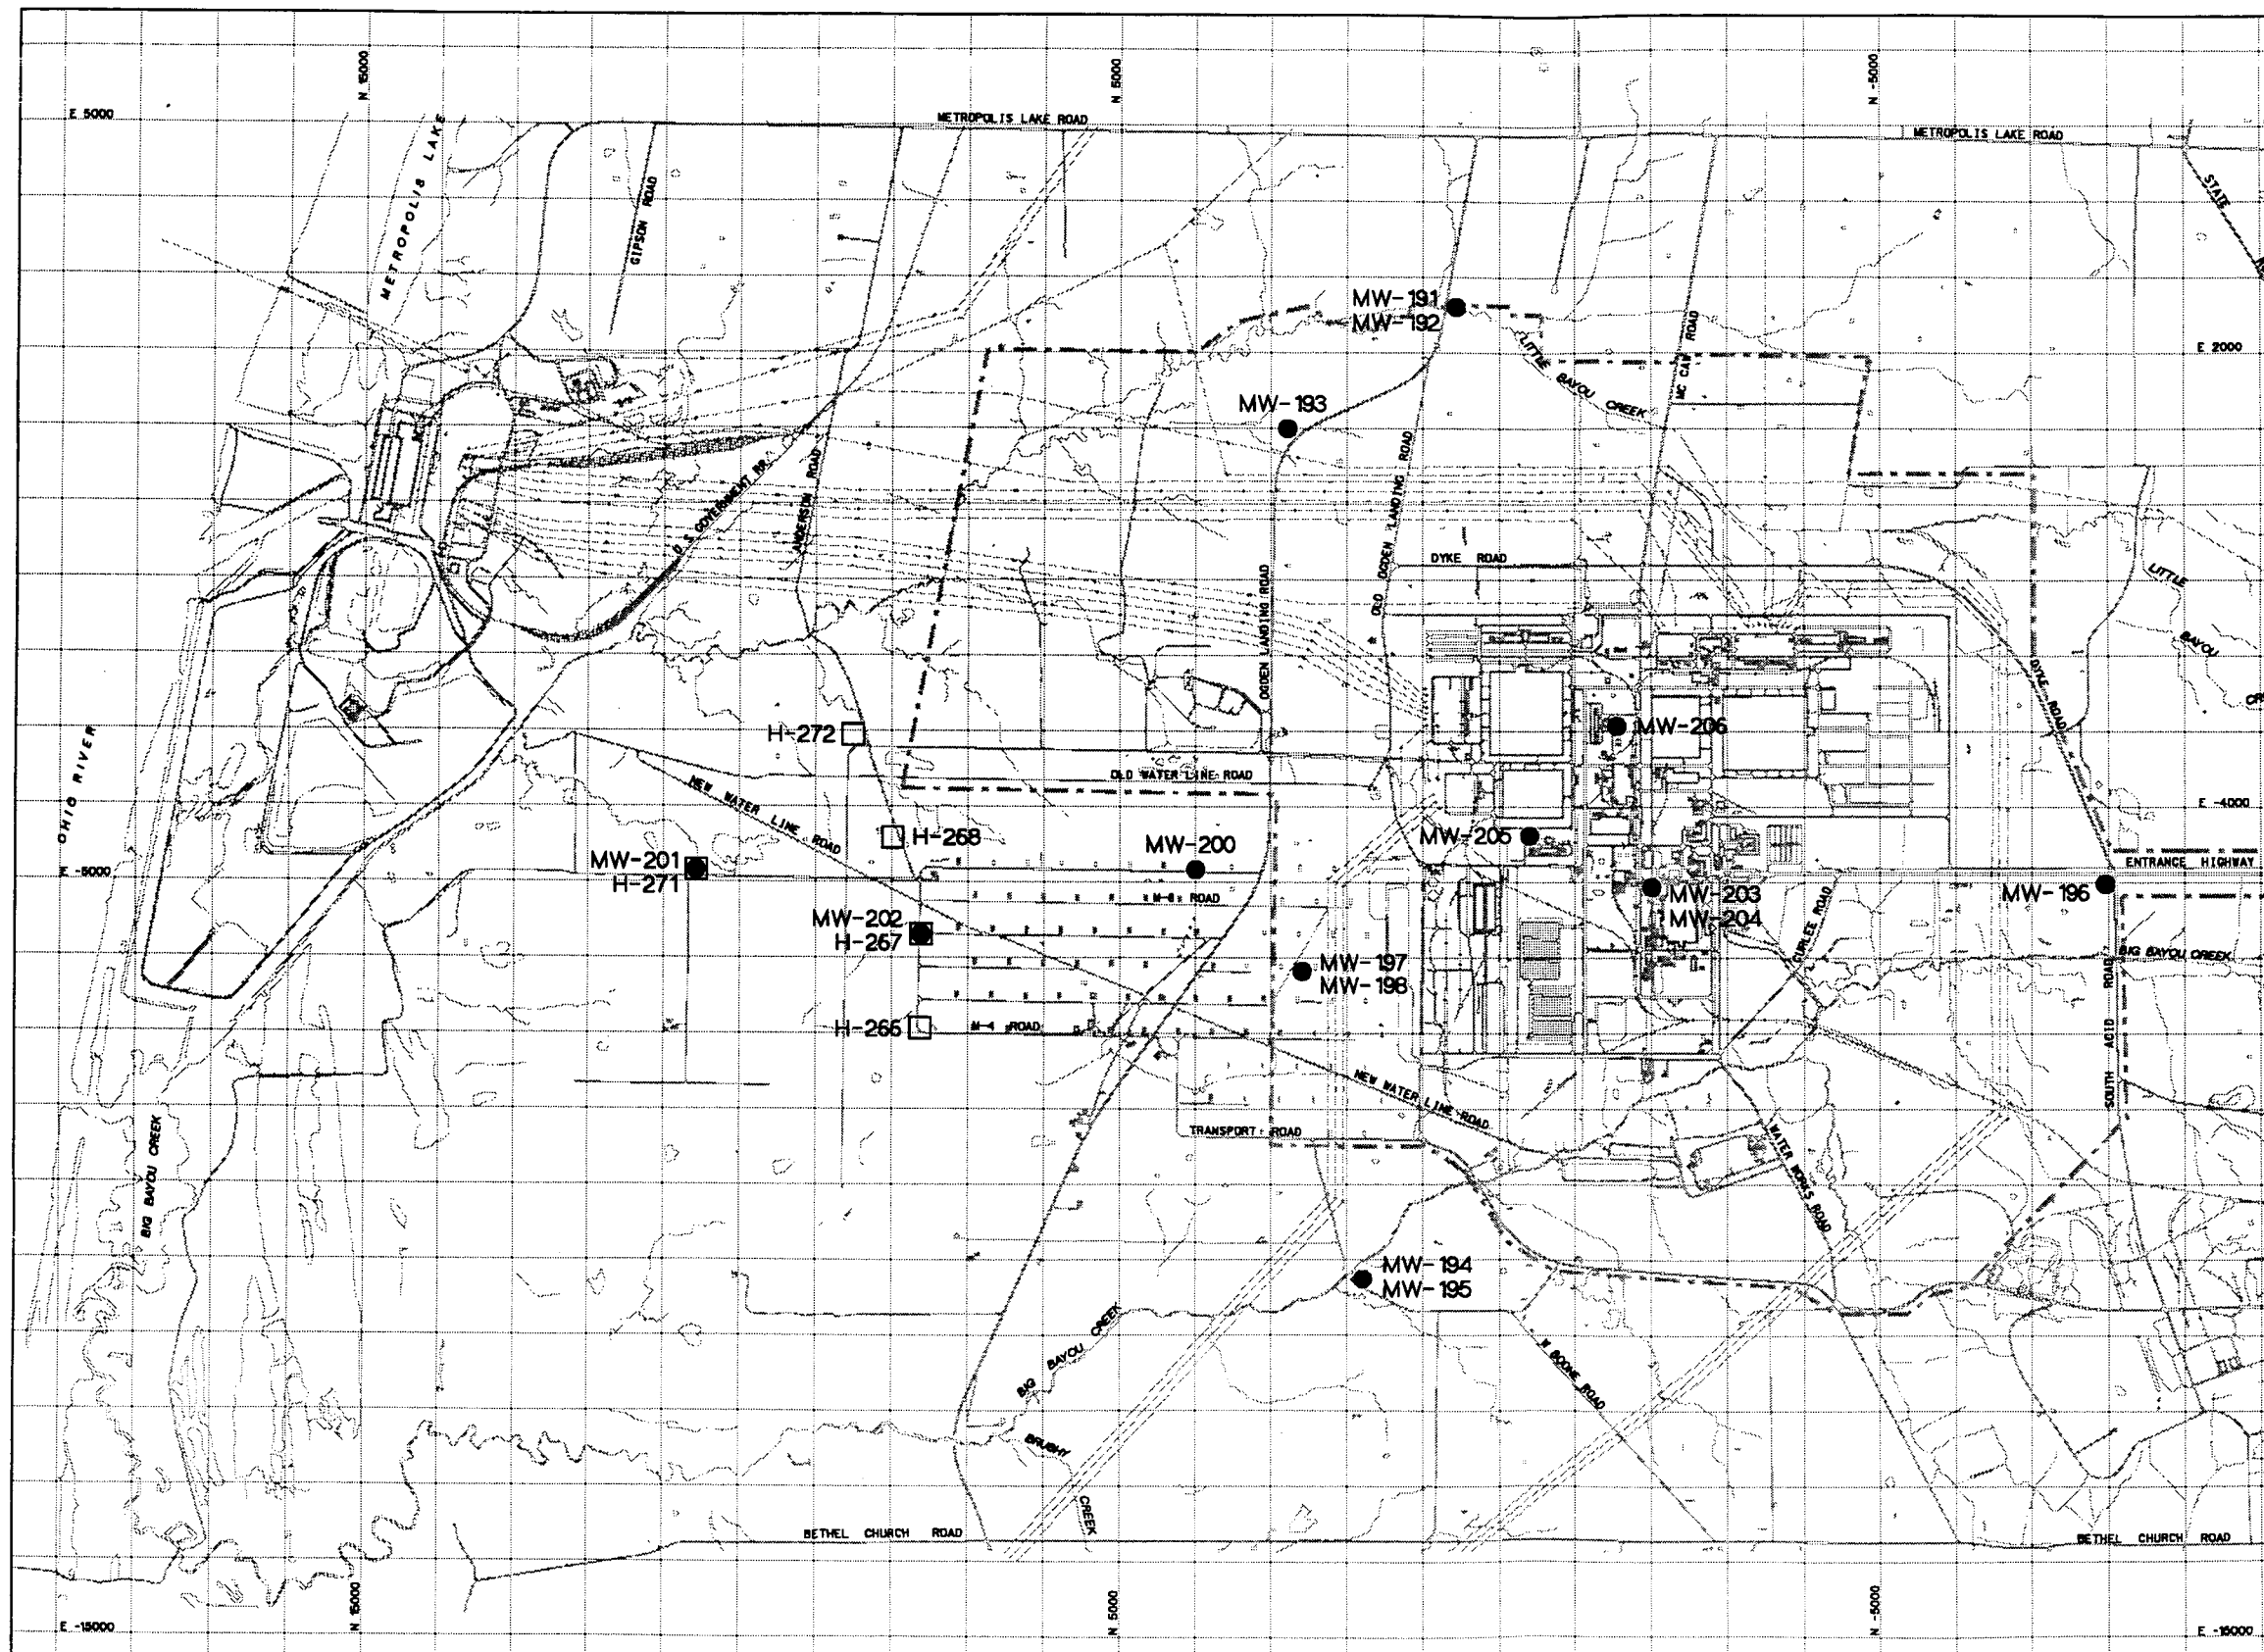 N 15000
N 5000
N -5000
E 5000
METROPOLIS LAKE ROAD
METROPOLIS LAKE ROAD
METROPOLIS LAKE
GIPSON ROAD
STATE
MW-191
MW-192
LITTLE BAYOU CREEK
MC CAW ROAD
E 2000
MW-193
U S GOVERNMENT RR
ANDERSON ROAD
OGDEN LANDING ROAD
OLD OGDEN LANDING ROAD
DYKE ROAD
LITTLE
BAYOU
DYKE ROAD
OHIO RIVER
H-272
MW-206
OLD WATER LINE ROAD
NEW WATER LINE ROAD
E -4000
H-268
MW-200
MW-205
MW-201
H-271
E -5000
ENTRANCE HIGHWAY
M-8 ROAD
MW-203
MW-204
MW-196
MW-202
H-267
CURLEE ROAD
BIG BAYOU CREEK
MW-197
MW-198
H-266
M-4 ROAD
SOUTH ACID ROAD
NEW WATER LINE ROAD
TRANSPORT ROAD
WATER WORKS ROAD
BIG BAYOU CREEK
MW-194
MW-195
BIG BAYOU CREEK
W BOONE ROAD
BRUSHY
CREEK
BETHEL CHURCH ROAD
BETHEL CHURCH ROAD
N 15000
N 5000
N -5000
E -15000
E -15000